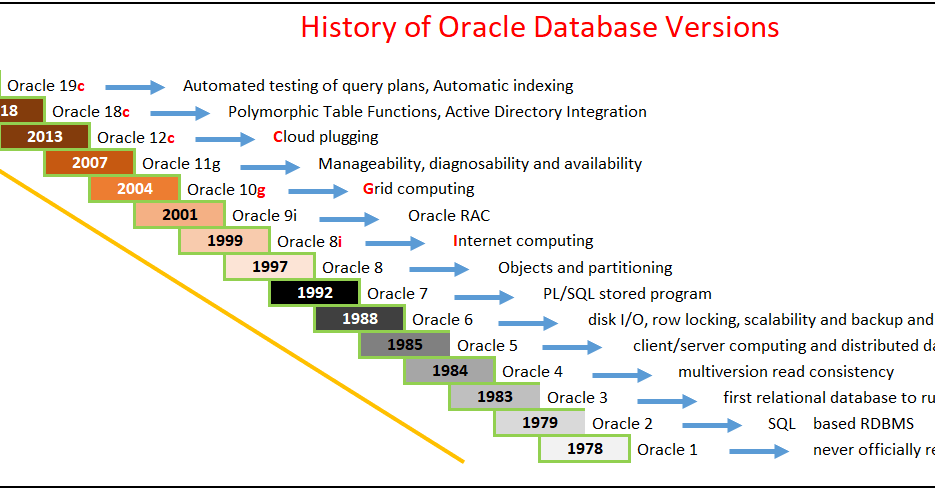 History of Oracle Database Versions
Oracle 19c Automated testing of query plans, Automatic indexing
18 Oracle 18c Polymorphic Table Functions, Active Directory Integration
2013 Oracle 12c Cloud plugging
2007 Oracle 11g Manageability, diagnosability and availability
2004 Oracle 10g Grid computing
2001 Oracle 9i Oracle RAC
1999 Oracle 8i Internet computing
1997 Oracle 8 Objects and partitioning
1992 Oracle 7 PL/SQL stored program
1988 Oracle 6 disk I/O, row locking, scalability and backup and
1985 Oracle 5 client/server computing and distributed da
1984 Oracle 4 multiversion read consistency
1983 Oracle 3 first relational database to ru
1979 Oracle 2 SQL based RDBMS
1978 Oracle 1 never officially re